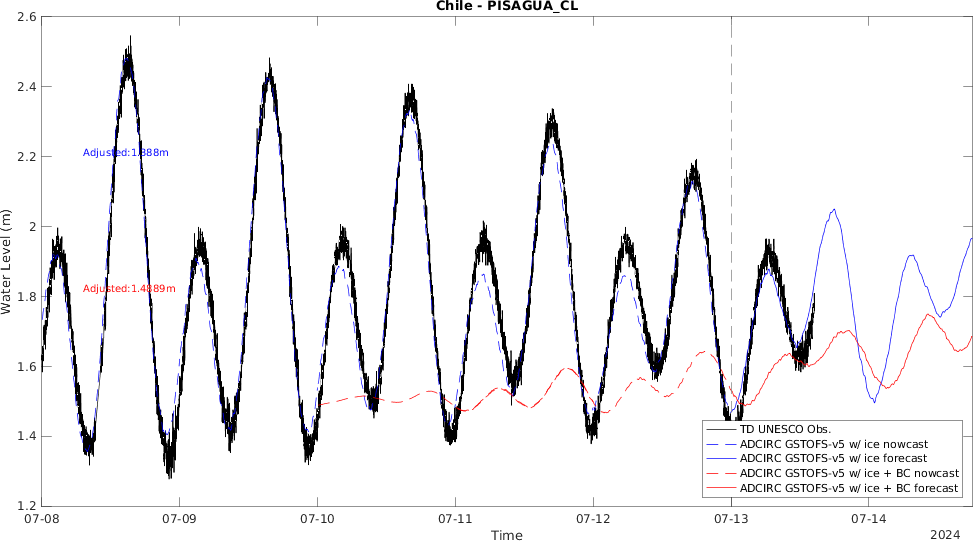 Chile - PISAGUA_CL
2.6
2.4
2.2
2
1.8
1.6
1.4
1.2
Water Level (m)
Adjusted:1.888m
Adjusted:1.4889m
TD UNESCO Obs.
ADCIRC GSTOFS-v5 w/ ice nowcast
ADCIRC GSTOFS-v5 w/ ice forecast
ADCIRC GSTOFS-v5 w/ ice + BC nowcast
ADCIRC GSTOFS-v5 w/ ice + BC forecast
07-08 07-09 07-10 07-11 07-12 07-13 07-14
Time
2024